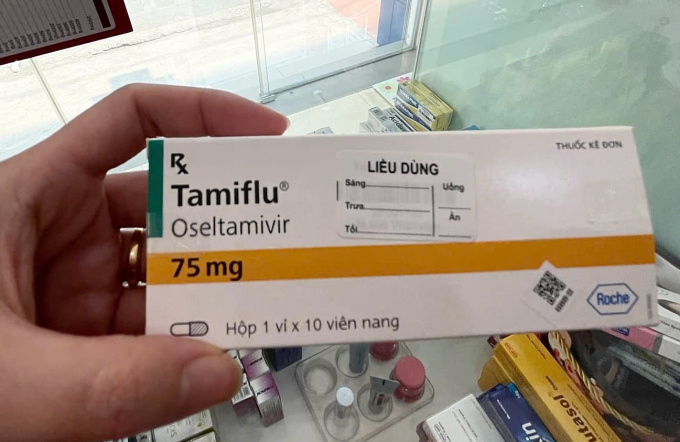 THUỐC KÊ ĐƠN
Rx
Tamiflu®
Oseltamivir
75 mg
LIỀU DÙNG
Sáng
Uống
Trưa
Ăn
Tối
Roche
Hộp 1 vỉ x 10 viên nang